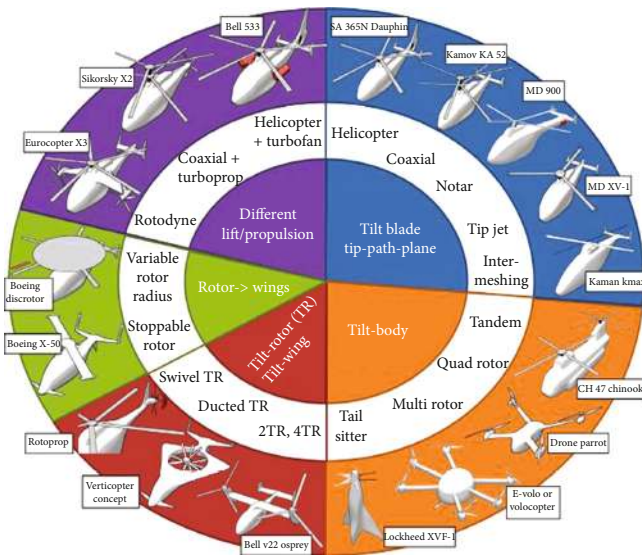 Bell 533
SA 365N Dauphin
Sikorsky X2
Kamov KA 52
MD 900
Eurocopter X3
MD XV-1
Helicopter
+ turbofan
Helicopter
Coaxial +
turboprop
Coaxial
Notar
Rotodyne
Different
lift/propulsion
Tilt blade
tip-path-plane
Tip jet
Inter-
meshing
Kaman kmax
Boeing
discrotor
Variable
rotor
radius
Rotor-> wings
Stoppable
rotor
Boeing X-50
Tilt-rotor (TR)
Tilt-wing
Tilt-body
Tandem
Quad rotor
CH 47 chinook
Swivel TR
Ducted TR
2TR, 4TR
Tail
sitter
Multi rotor
Drone parrot
Rotoprop
Verticopter
concept
Bell v22 osprey
Lockheed XVF-1
E-volo or
volocopter